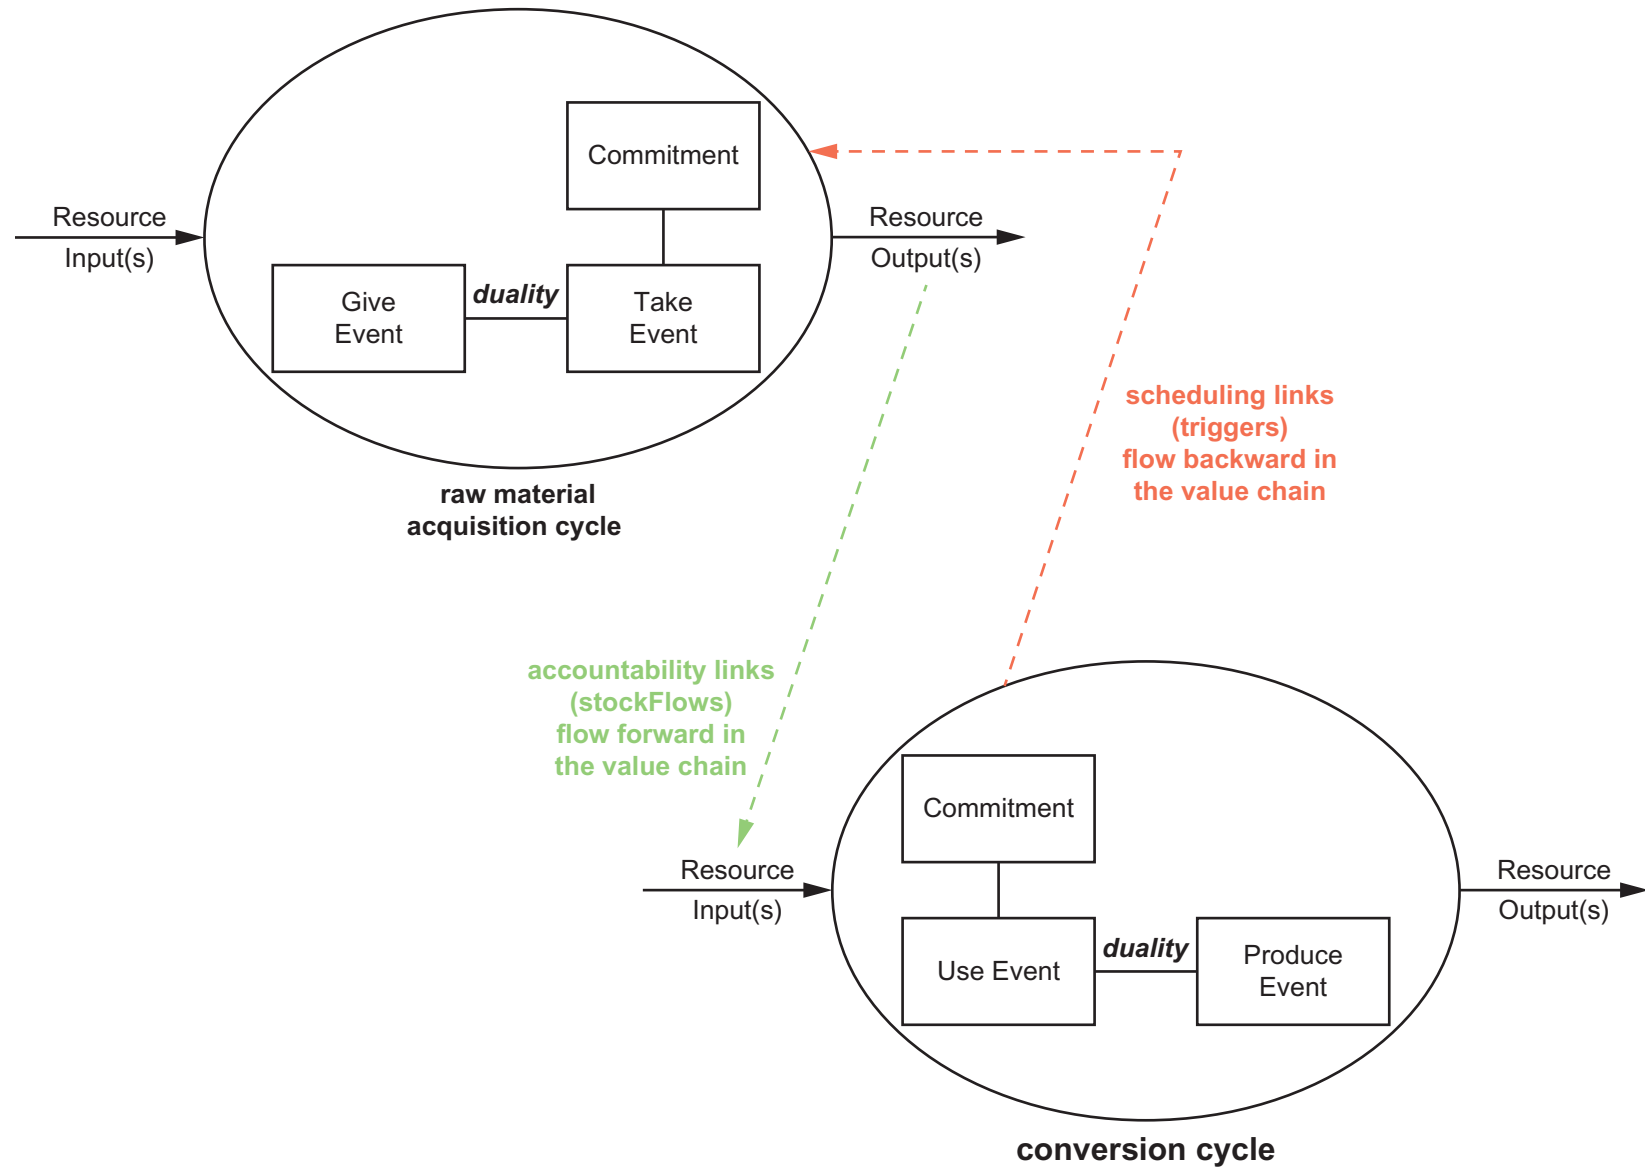 Commitment
Resource
Input(s)
Give
Event
duality
Take
Event
Resource
Output(s)
raw material
acquisition cycle
scheduling links
(triggers)
flow backward in
the value chain
accountability links
(stockFlows)
flow forward in
the value chain
Resource
Input(s)
Commitment
Use Event
duality
Produce
Event
Resource
Output(s)
conversion cycle